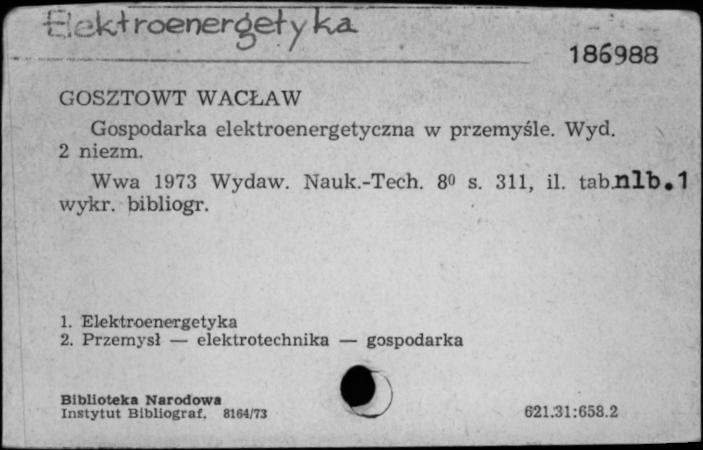 Elektroenergetyka
186988
GOSZTOWT WACŁAW
Gospodarka elektroenergetyczna w przemyśle. Wyd.
2 niezm.
Wwa 1973 Wydaw. Nauk.-Tech. 8⁰ s. 311, il. tab.nlb.1
wykr. bibliogr.
1. Elektroenergetyka
2. Przemysł — elektrotechnika — gospodarka
Biblioteka Narodowa
Instytut Bibliograf. 8164/73
621.31:658.2